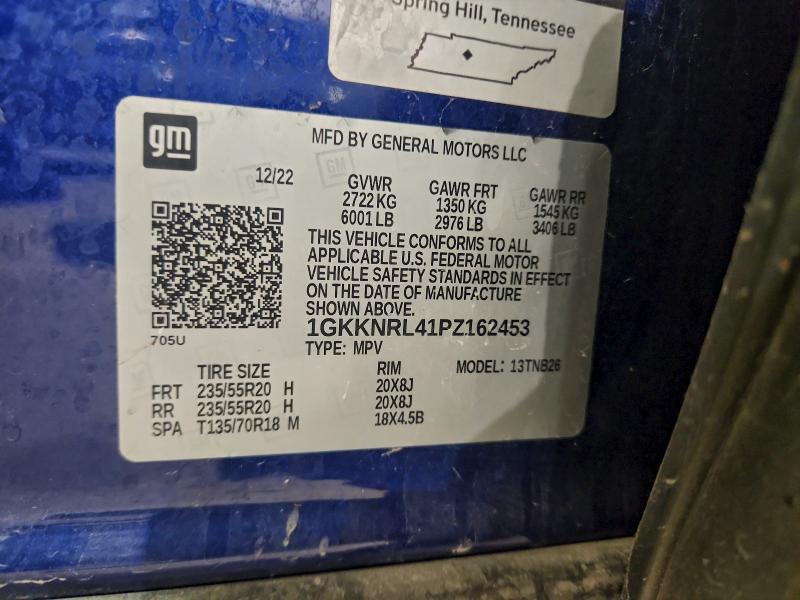 Spring Hill, Tennessee
gm
MFD BY GENERAL MOTORS LLC
12/22 GVWR GAWR FRT GAWR RR
2722 KG 1350 KG 1545 KG
6001 LB 2976 LB 3406 LB
THIS VEHICLE CONFORMS TO ALL
APPLICABLE U.S. FEDERAL MOTOR
VEHICLE SAFETY STANDARDS IN EFFECT
ON THE DATE OF MANUFACTURE
SHOWN ABOVE.
1GKKNRL41PZ162453
705U
TYPE: MPV
TIRE SIZE RIM MODEL: 13TNB26
FRT 235/55R20 H 20X8J
RR 235/55R20 H 20X8J
SPA T135/70R18 M 18X4.5B